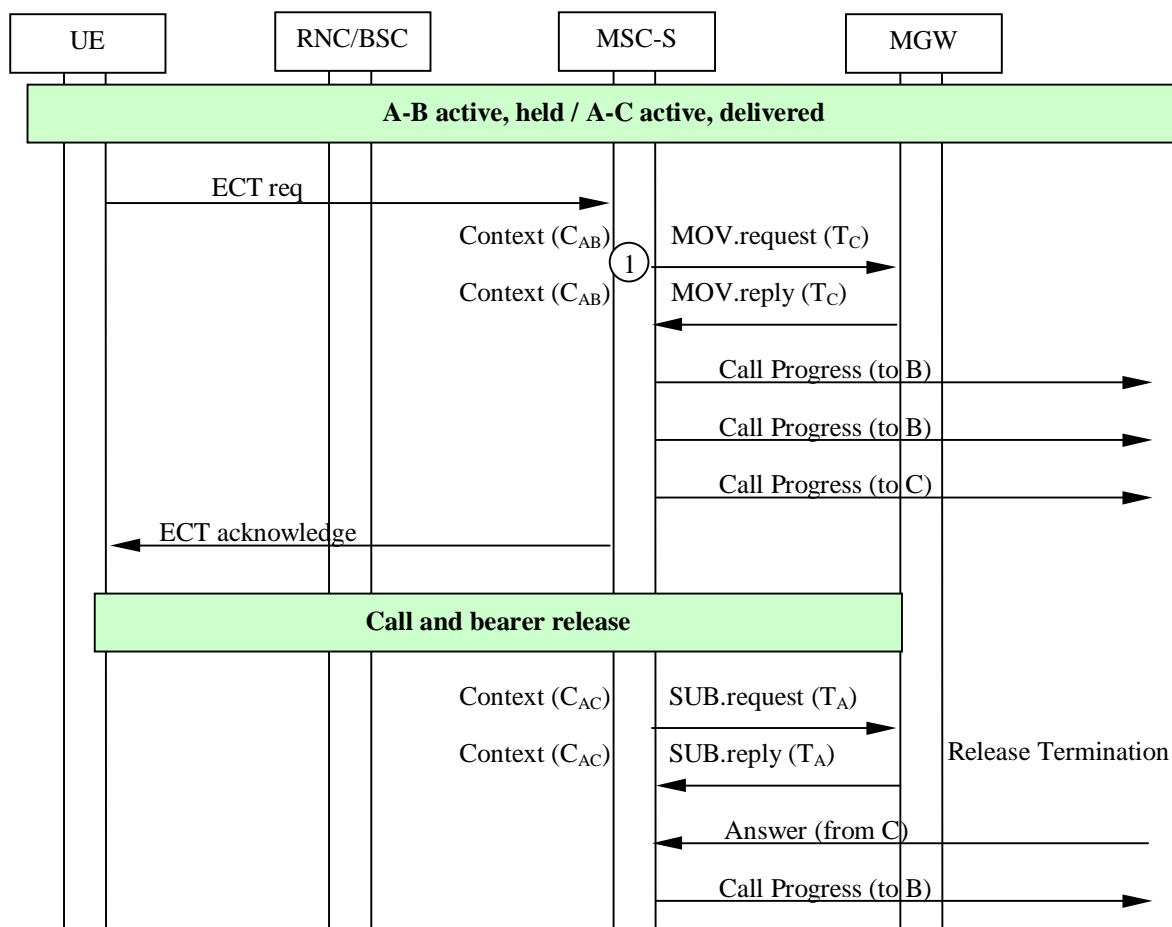 UE
RNC/BSC
MSC-S
MGW
A-B active, held / A-C active, delivered
ECT req
Context (C_AB)
MOV.request (T_C)
1
Context (C_AB)
MOV.reply (T_C)
Call Progress (to B)
Call Progress (to B)
Call Progress (to C)
ECT acknowledge
Call and bearer release
Context (C_AC)
SUB.request (T_A)
Context (C_AC)
SUB.reply (T_A)
Release Termination
Answer (from C)
Call Progress (to B)